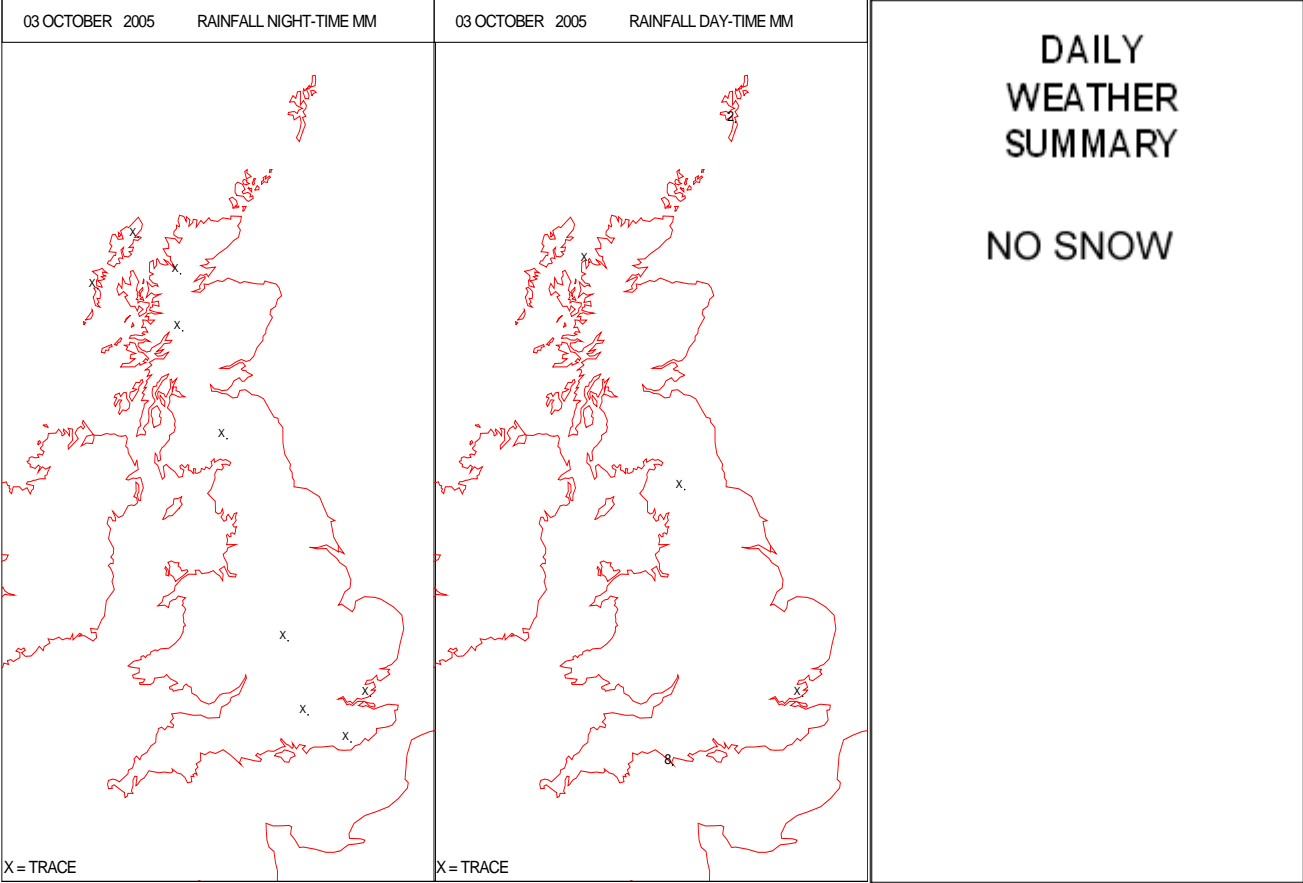 03 OCTOBER 2005 RAINFALL NIGHT-TIME MM
X
X.
X
X.
X.
X.
X.
X.
X.
X = TRACE
03 OCTOBER 2005 RAINFALL DAY-TIME MM
2.
X
X.
X.
8.
X = TRACE
DAILY
WEATHER
SUMMARY
NO SNOW